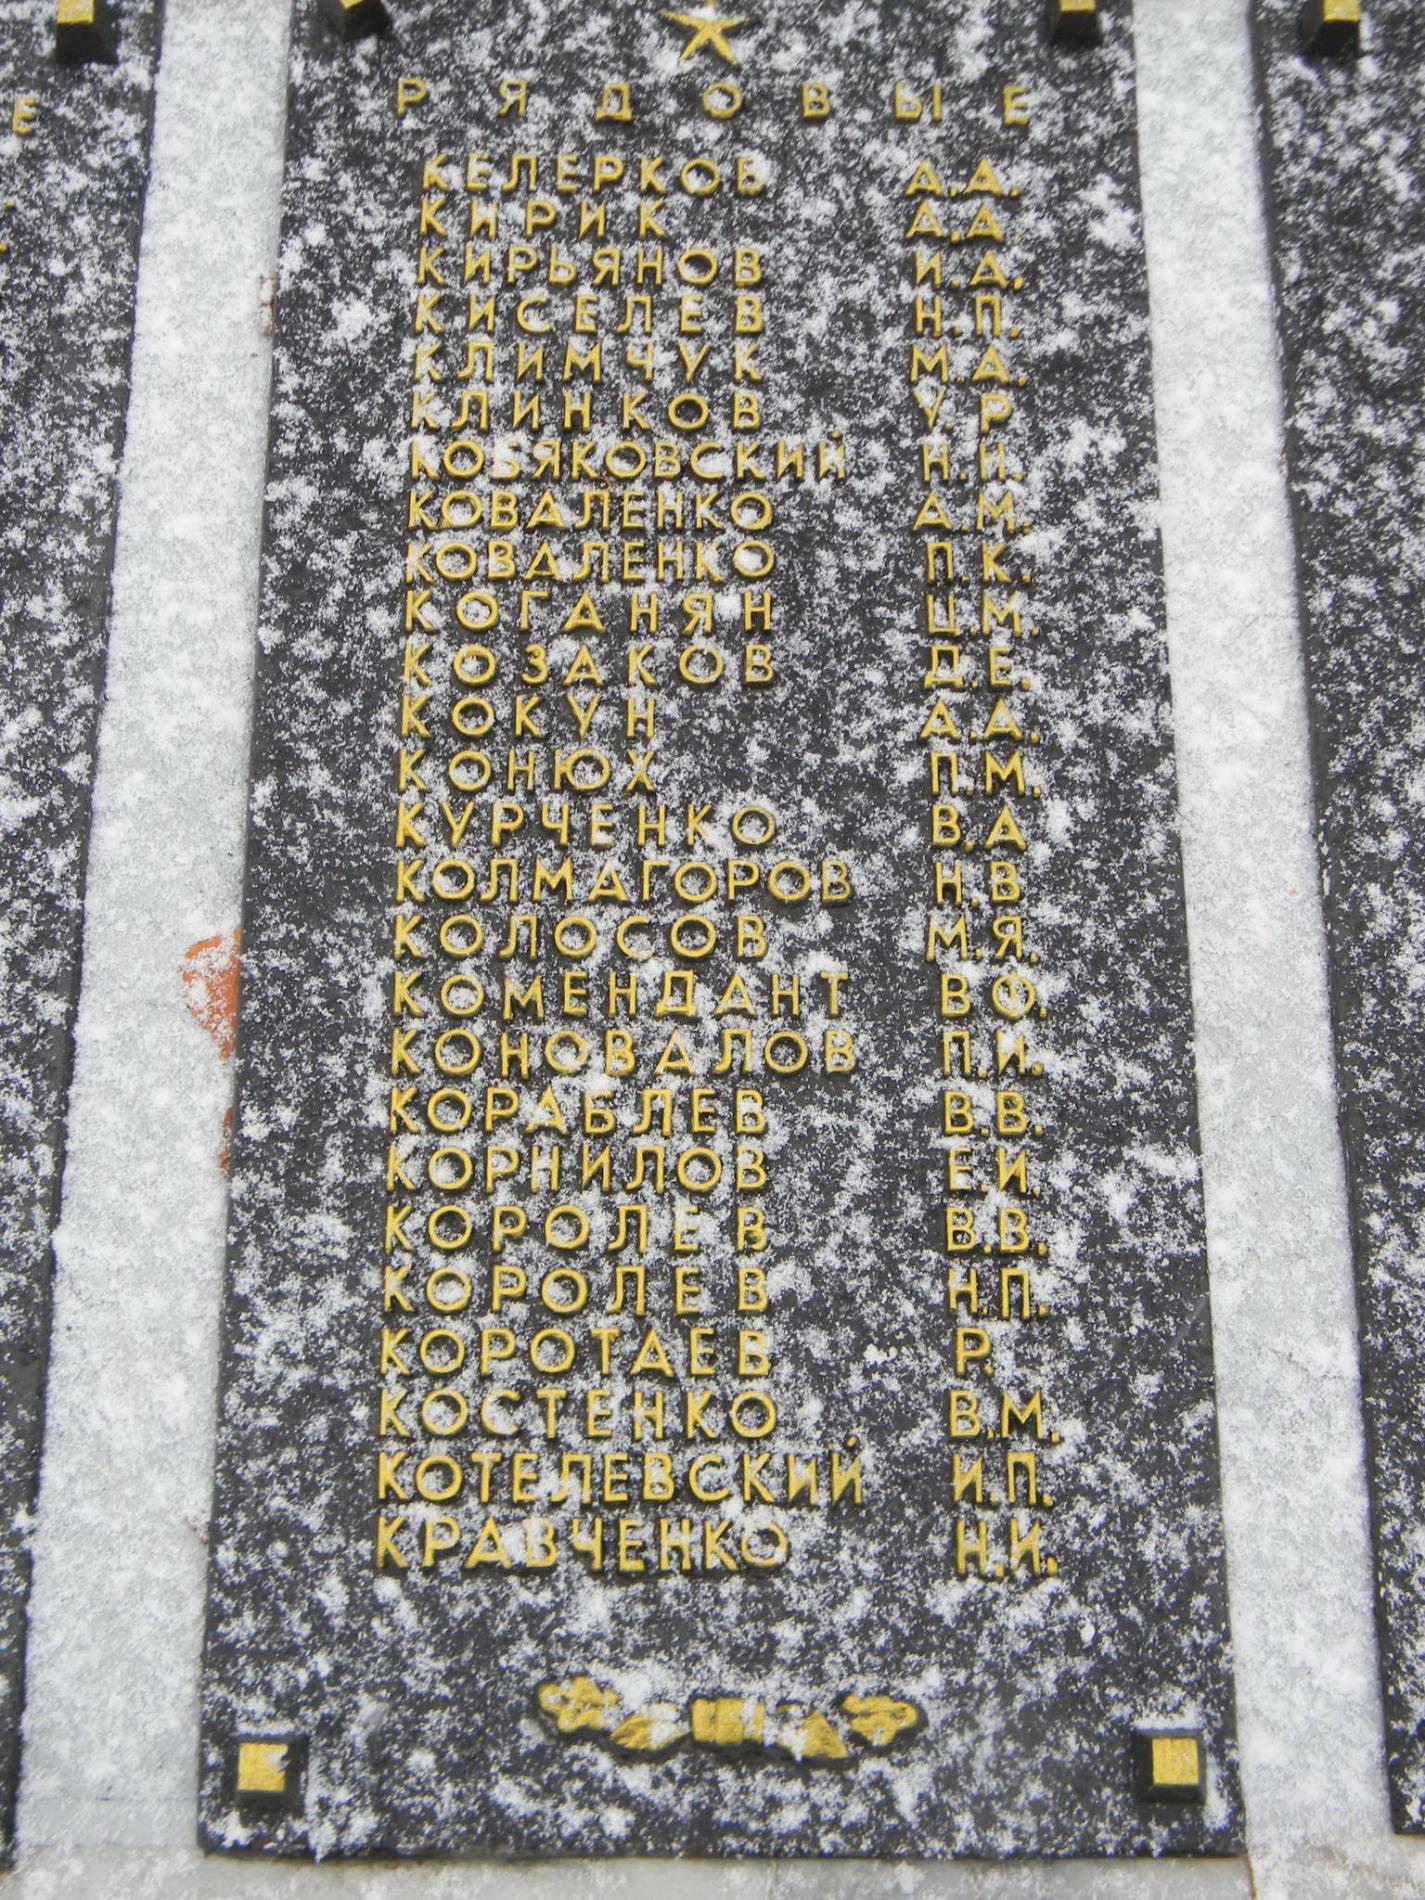 РЯДОВЫЕ
КЕЛЕРКОВ А.А.
КИРИК А.А.
КИРЬЯНОВ И.А.
КИСЕЛЕВ Н.П.
КЛИМЧУК М.А.
КЛИНКОВ У.Р
КОБЯКОВСКИЙ Н.Н.
КОВАЛЕНКО А.М.
КОВАЛЕНКО П.К.
КОГАНЯН Ц.М.
КОЗАКОВ Д.Е.
КОКУН А.А.
КОНЮХ П.М.
КУРЧЕНКО В.А
КОЛМАГОРОВ Н.В
КОЛОСОВ М.Я.
КОМЕНДАНТ В Ф.
КОНОВАЛОВ П.И.
КОРАБЛЕВ В.В.
КОРНИЛОВ Е.И.
КОРОЛЕВ В.В.
КОРОЛЕВ Н.П.
КОРОТАЕВ Р.
КОСТЕНКО В.М.
КОТЕЛЕВСКИЙ И.П.
КРАВЧЕНКО Н.И.